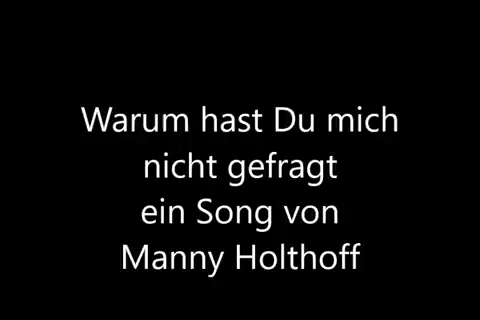 Warum hast Du mich
nicht gefragt
ein Song von
Manny Holthoff